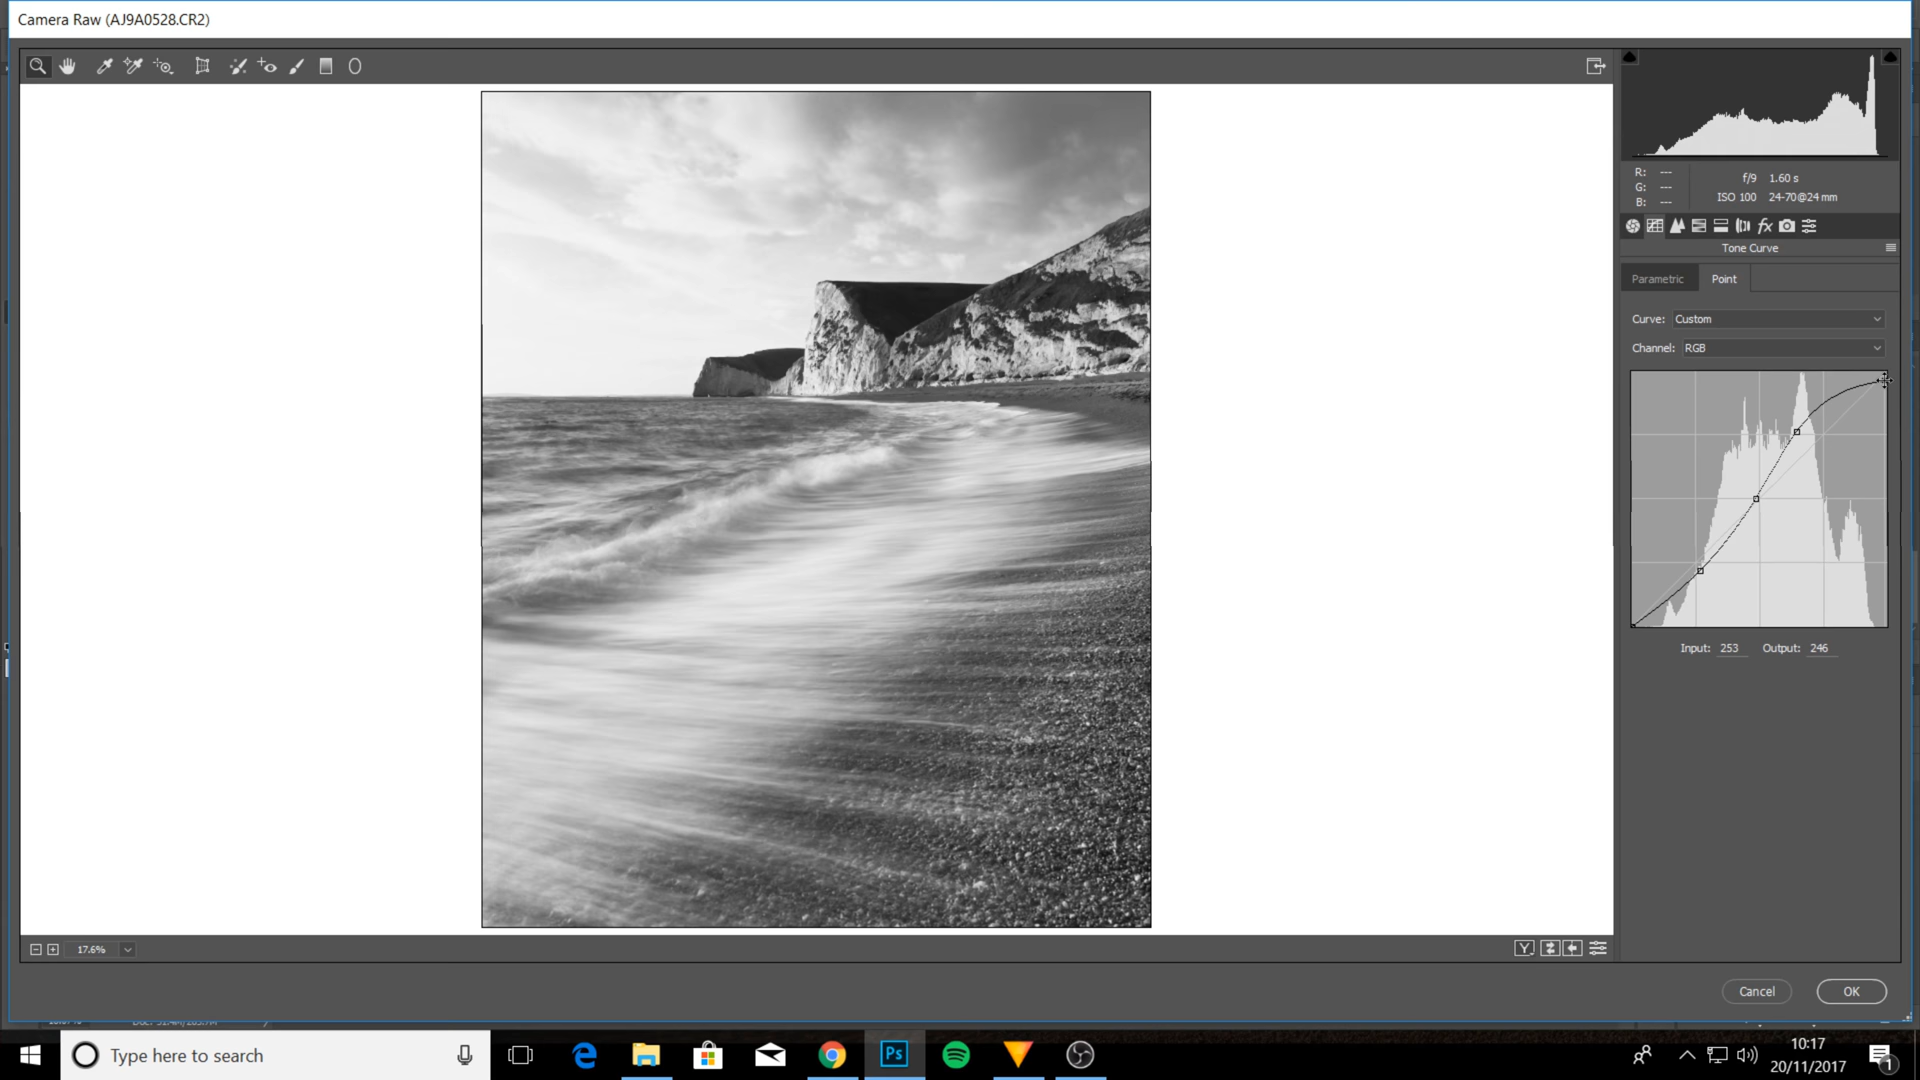 Camera Raw (AJ9A0528.CR2)
R: ---
G: ---
B: ---
f/9 1.60 s
ISO 100 24-70@24 mm
fx
Tone Curve
Parametric Point
Curve: Custom
Channel: RGB
Input: 253 Output: 246
17.6%
Y
Cancel OK
Type here to search
Ps
10:17
20/11/2017
1